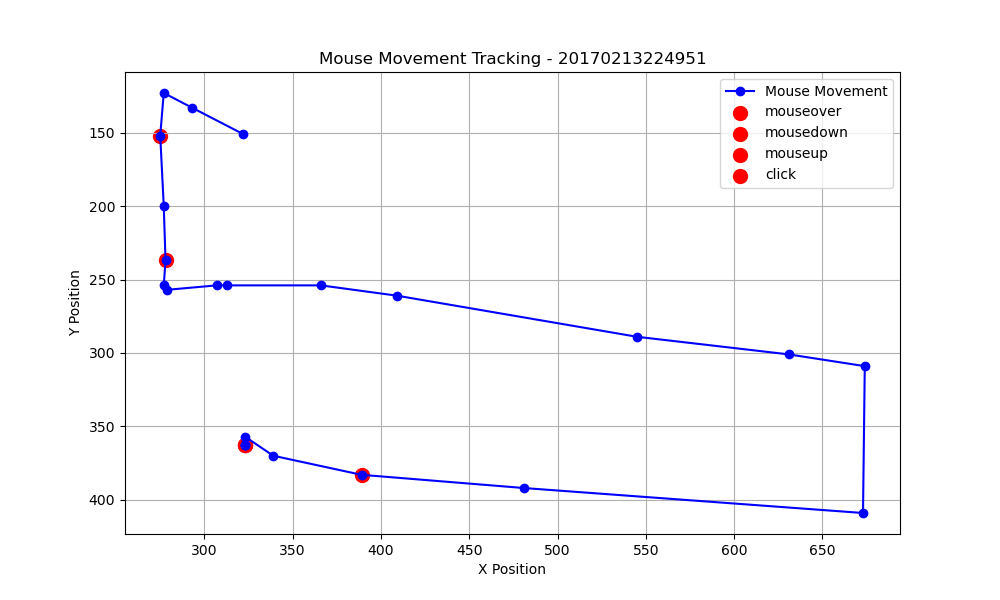 Mouse Movement Tracking - 20170213224951
Mouse Movement
mouseover
mousedown
mouseup
click
150
200
250
300
350
400
Y Position
300
350
400
450
500
550
600
650
X Position